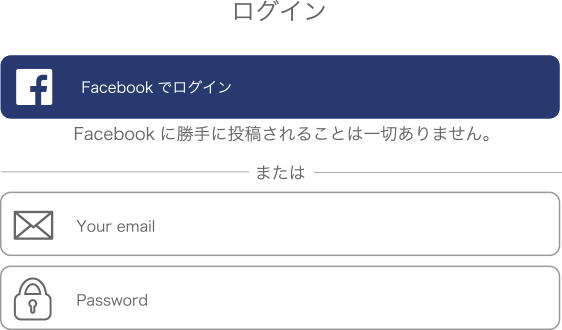 ログイン
Facebook でログイン
Facebook に勝手に投稿されることは一切ありません。
または
Your email
Password